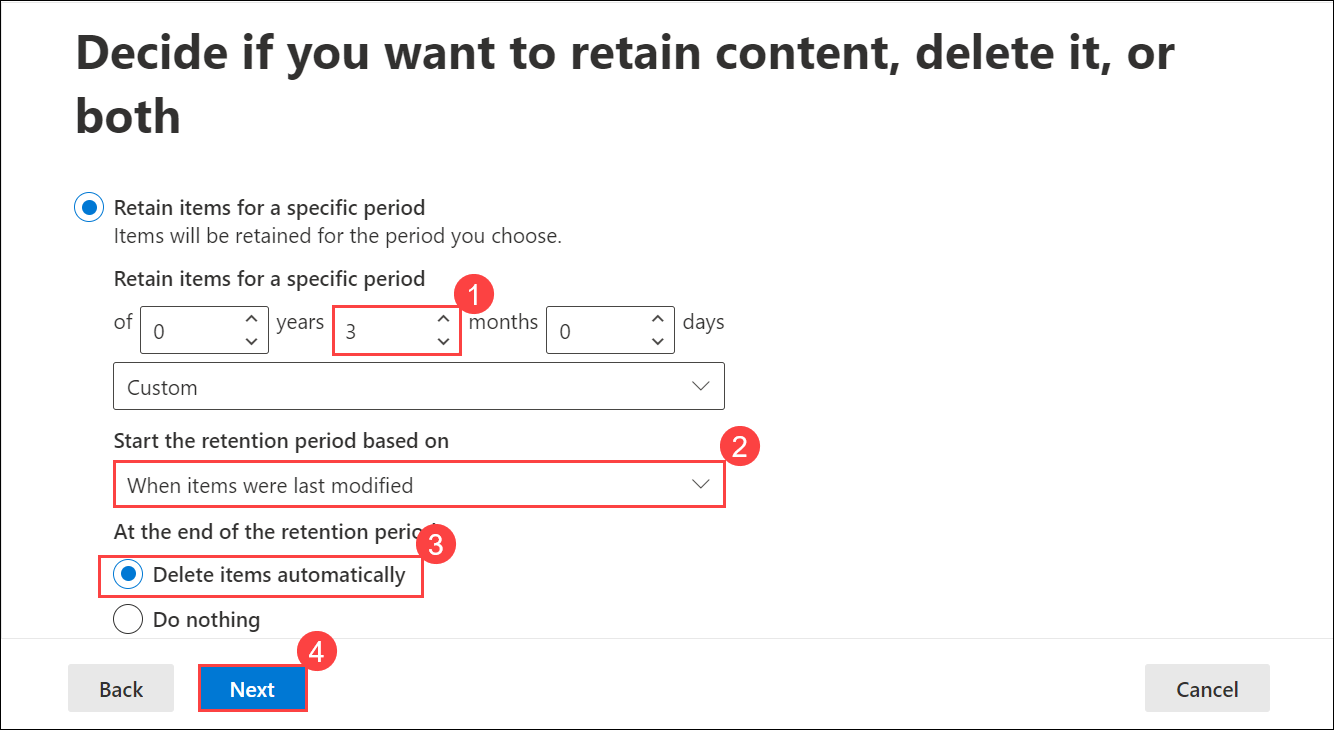 Decide if you want to retain content, delete it, or
both
Retain items for a specific period
Items will be retained for the period you choose.
Retain items for a specific period
1
of 0 years 3 months 0 days
Custom
Start the retention period based on
2
When items were last modified
At the end of the retention period
3
Delete items automatically
Do nothing
4
Back Next Cancel